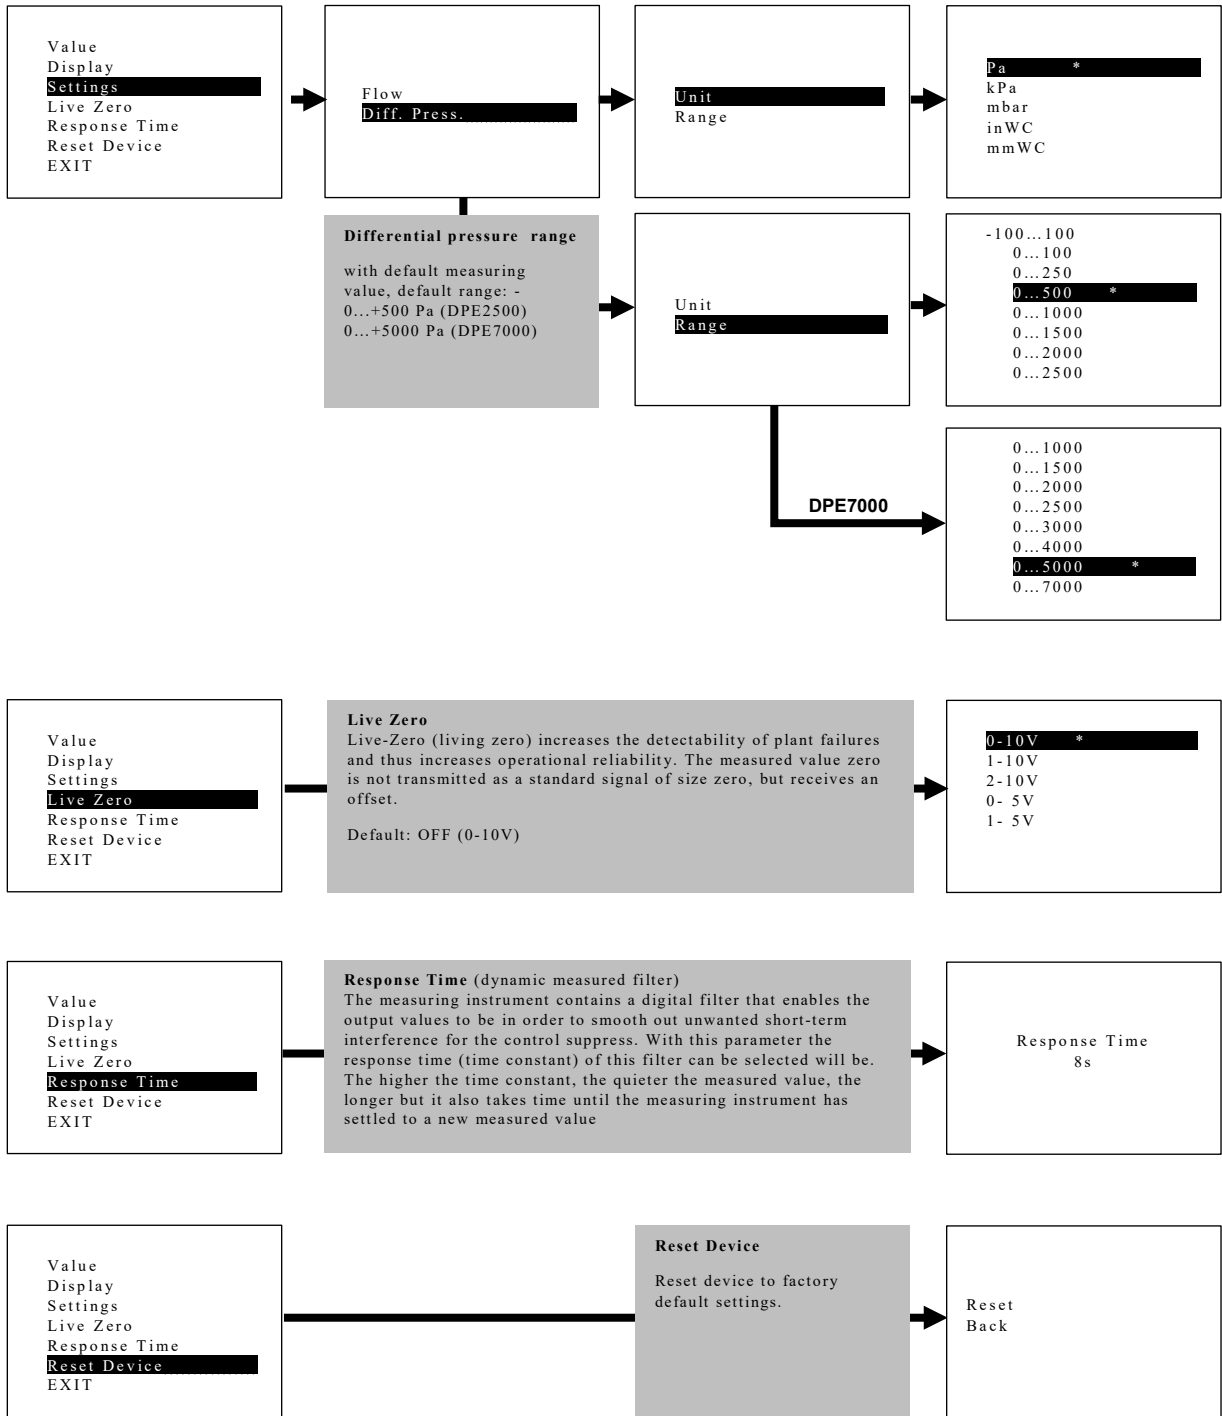 Value
Display
Settings
Live Zero
Response Time
Reset Device
EXIT
Flow
Diff. Press.
Unit
Range
Pa *
kPa
mbar
inWC
mmWC
Differential pressure range
with default measuring
value, default range: -
0...+500 Pa (DPE2500)
0...+5000 Pa (DPE7000)
Unit
Range
-100...100
0...100
0...250
0...500 *
0...1000
0...1500
0...2000
0...2500
DPE7000
0...1000
0...1500
0...2000
0...2500
0...3000
0...4000
0...5000 *
0...7000
Value
Display
Settings
Live Zero
Response Time
Reset Device
EXIT
Live Zero
Live-Zero (living zero) increases the detectability of plant failures
and thus increases operational reliability. The measured value zero
is not transmitted as a standard signal of size zero, but receives an
offset.
Default: OFF (0-10V)
0-10V *
1-10V
2-10V
0- 5V
1- 5V
Value
Display
Settings
Live Zero
Response Time
Reset Device
EXIT
Response Time (dynamic measured filter)
The measuring instrument contains a digital filter that enables the
output values to be in order to smooth out unwanted short-term
interference for the control suppress. With this parameter the
response time (time constant) of this filter can be selected will be.
The higher the time constant, the quieter the measured value, the
longer but it also takes time until the measuring instrument has
settled to a new measured value
Response Time
8s
Value
Display
Settings
Live Zero
Response Time
Reset Device
EXIT
Reset Device
Reset device to factory
default settings.
Reset
Back